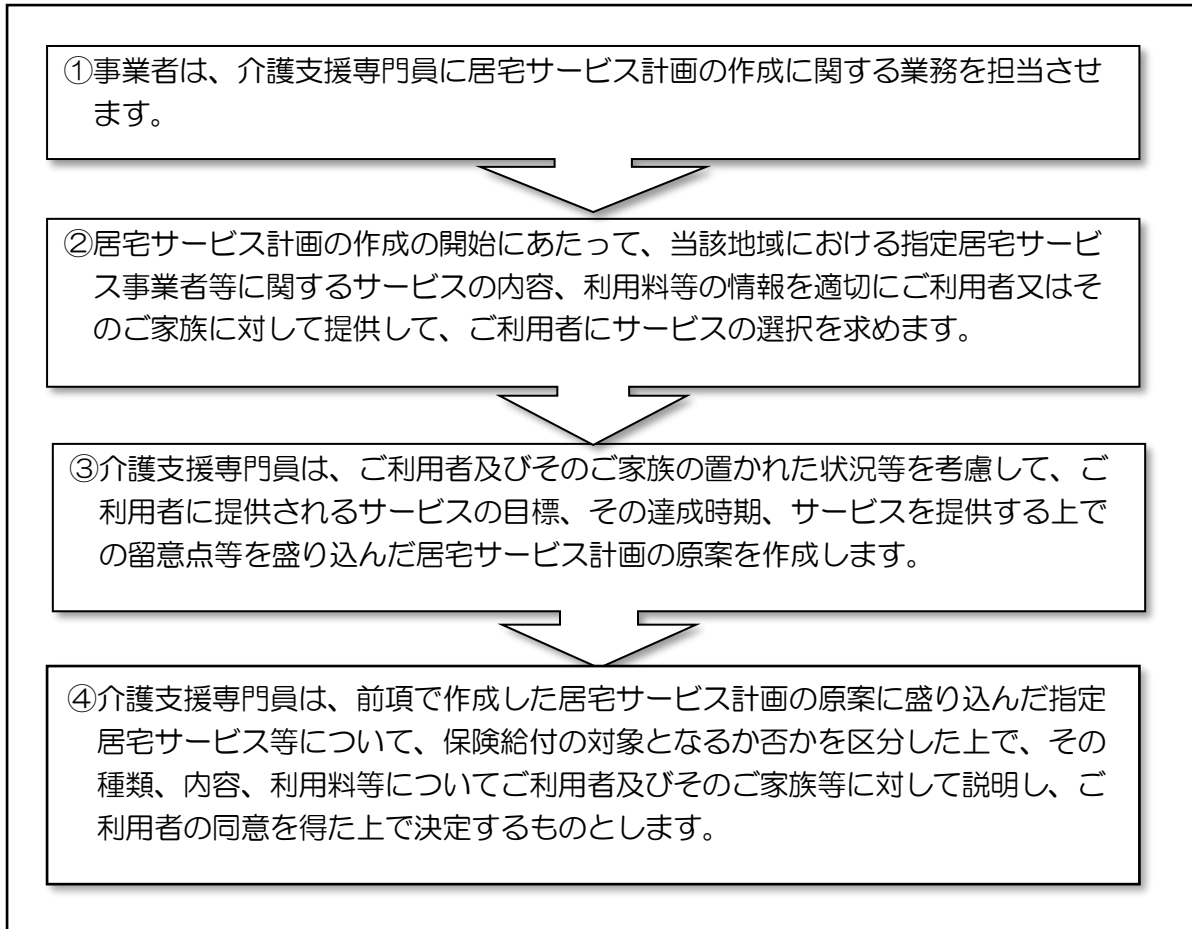 ①事業者は、介護支援専門員に居宅サービス計画の作成に関する業務を担当させ
ます。
②居宅サービス計画の作成の開始にあたって、当該地域における指定居宅サービ
ス事業者等に関するサービスの内容、利用料等の情報を適切にご利用者又はそ
のご家族に対して提供して、ご利用者にサービスの選択を求めます。
③介護支援専門員は、ご利用者及びそのご家族の置かれた状況等を考慮して、ご
利用者に提供されるサービスの目標、その達成時期、サービスを提供する上で
の留意点等を盛り込んだ居宅サービス計画の原案を作成します。
④介護支援専門員は、前項で作成した居宅サービス計画の原案に盛り込んだ指定
居宅サービス等について、保険給付の対象となるか否かを区分した上で、その
種類、内容、利用料等についてご利用者及びそのご家族等に対して説明し、ご
利用者の同意を得た上で決定するものとします。